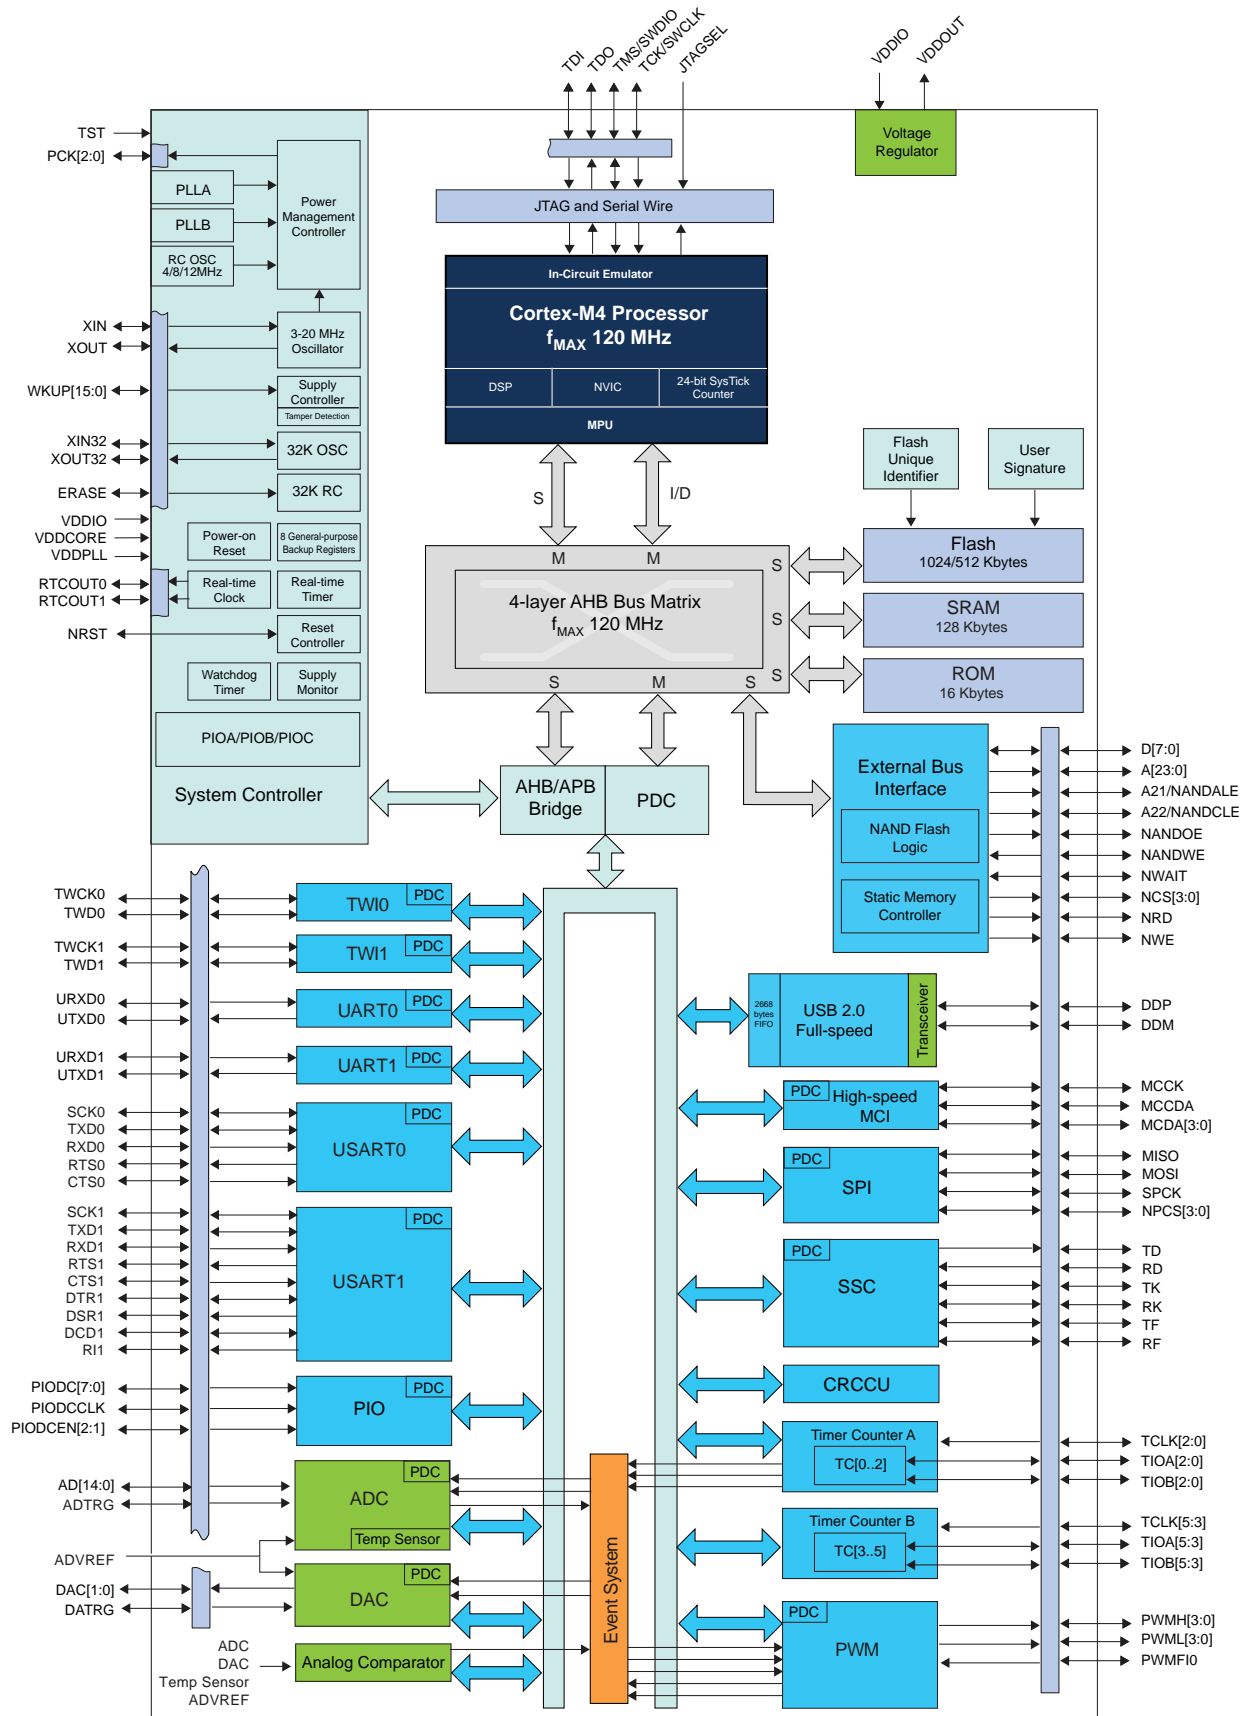 TDI
TDO
TMS/SWDIO
TCK/SWCLK
JTAGSEL
VDDIO
VDDOUT
Voltage
Regulator
TST
PCK[2:0]
PLLA
PLLB
RC OSC
4/8/12MHz
Power
Management
Controller
JTAG and Serial Wire
In-Circuit Emulator
Cortex-M4 Processor
fMAX 120 MHz
DSP
NVIC
24-bit SysTick
Counter
MPU
XIN
XOUT
3-20 MHz
Oscillator
WKUP[15:0]
Supply
Controller
Tamper Detection
XIN32
XOUT32
32K OSC
ERASE
32K RC
VDDIO
VDDCORE
VDDPLL
Power-on
Reset
8 General-purpose
Backup Registers
RTCOUT0
RTCOUT1
Real-time
Clock
Real-time
Timer
NRST
Reset
Controller
Watchdog
Timer
Supply
Monitor
PIOA/PIOB/PIOC
System Controller
S
I/D
M
M
S
S
S
S
M
S
4-layer AHB Bus Matrix
fMAX 120 MHz
Flash
Unique
Identifier
User
Signature
Flash
1024/512 Kbytes
SRAM
128 Kbytes
ROM
16 Kbytes
AHB/APB
Bridge
PDC
External Bus
Interface
NAND Flash
Logic
Static Memory
Controller
D[7:0]
A[23:0]
A21/NANDALE
A22/NANDCLE
NANDOE
NANDWE
NWAIT
NCS[3:0]
NRD
NWE
TWCK0
TWD0
TWI0
PDC
TWCK1
TWD1
TWI1
PDC
URXD0
UTXD0
UART0
PDC
URXD1
UTXD1
UART1
PDC
SCK0
TXD0
RXD0
RTS0
CTS0
USART0
PDC
SCK1
TXD1
RXD1
RTS1
CTS1
DTR1
DSR1
DCD1
RI1
USART1
PDC
PIODC[7:0]
PIODCCLK
PIODCEN[2:1]
PIO
PDC
AD[14:0]
ADTRG
ADC
PDC
Temp Sensor
ADVREF
DAC[1:0]
DATRG
DAC
PDC
ADC
DAC
Temp Sensor
ADVREF
Analog Comparator
Event System
2668
bytes
FIFO
USB 2.0
Full-speed
Transceiver
DDP
DDM
PDC
High-speed
MCI
MCCK
MCCDA
MCDA[3:0]
PDC
SPI
MISO
MOSI
SPCK
NPCS[3:0]
PDC
SSC
TD
RD
TK
RK
TF
RF
CRCCU
Timer Counter A
TC[0..2]
TCLK[2:0]
TIOA[2:0]
TIOB[2:0]
Timer Counter B
TC[3..5]
TCLK[5:3]
TIOA[5:3]
TIOB[5:3]
PDC
PWM
PWMH[3:0]
PWML[3:0]
PWMFI0